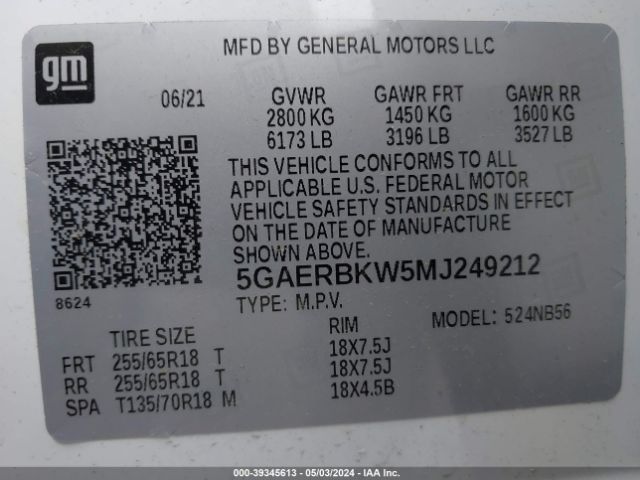 gm
MFD BY GENERAL MOTORS LLC
06/21 GVWR GAWR FRT GAWR RR
2800 KG 1450 KG 1600 KG
6173 LB 3196 LB 3527 LB
THIS VEHICLE CONFORMS TO ALL
APPLICABLE U.S. FEDERAL MOTOR
VEHICLE SAFETY STANDARDS IN EFFECT
ON THE DATE OF MANUFACTURE
SHOWN ABOVE.
5GAERBKW5MJ249212
8624
TYPE: M.P.V.
MODEL: 524NB56
TIRE SIZE RIM
FRT 255/65R18 T 18X7.5J
RR 255/65R18 T 18X7.5J
SPA T135/70R18 M 18X4.5B
000-39345613 - 05/03/2024 - IAA Inc.